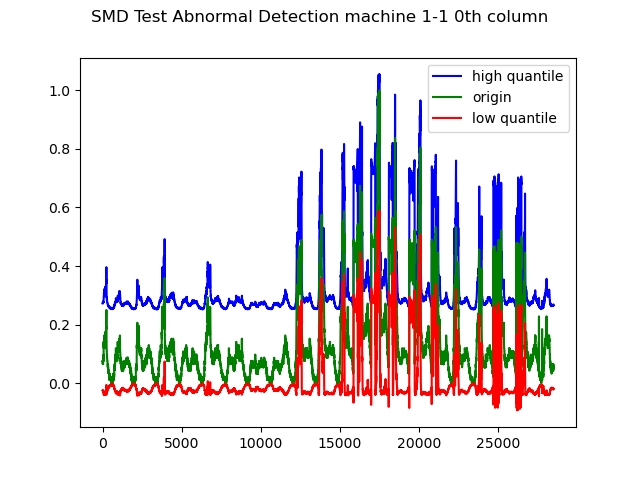 SMD Test Abnormal Detection machine 1-1 0th column
high quantile
origin
low quantile
1.0
0.8
0.6
0.4
0.2
0.0
0 5000 10000 15000 20000 25000